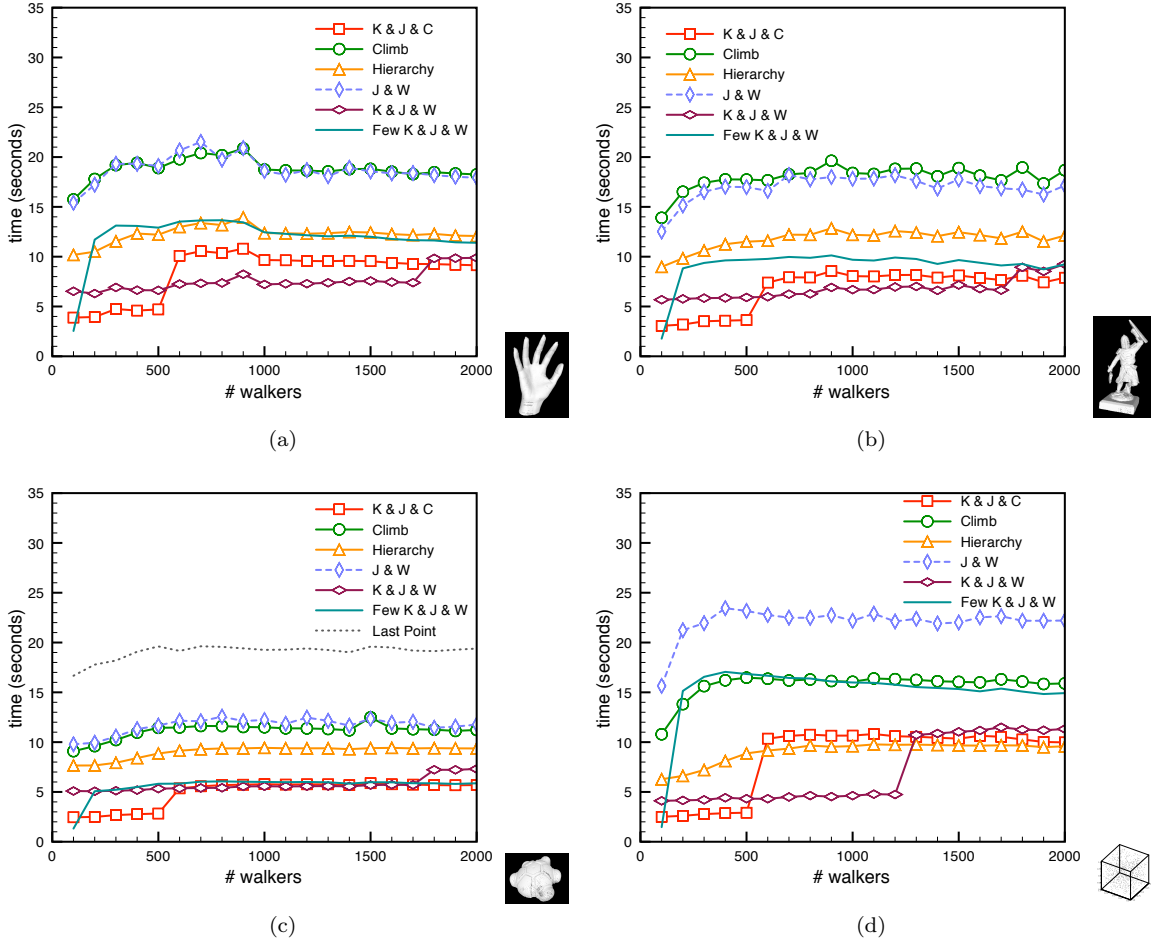 35
30
25
20
15
10
5
0
time (seconds)
0 500 1000 1500 2000
# walkers
K & J & C
Climb
Hierarchy
J & W
K & J & W
Few K & J & W
(a)
35
30
25
20
15
10
5
0
time (seconds)
0 500 1000 1500 2000
# walkers
K & J & C
Climb
Hierarchy
J & W
K & J & W
Few K & J & W
(b)
35
30
25
20
15
10
5
0
time (seconds)
0 500 1000 1500 2000
# walkers
K & J & C
Climb
Hierarchy
J & W
K & J & W
Few K & J & W
Last Point
(c)
35
30
25
20
15
10
5
0
time (seconds)
0 500 1000 1500 2000
# walkers
K & J & C
Climb
Hierarchy
J & W
K & J & W
Few K & J & W
(d)